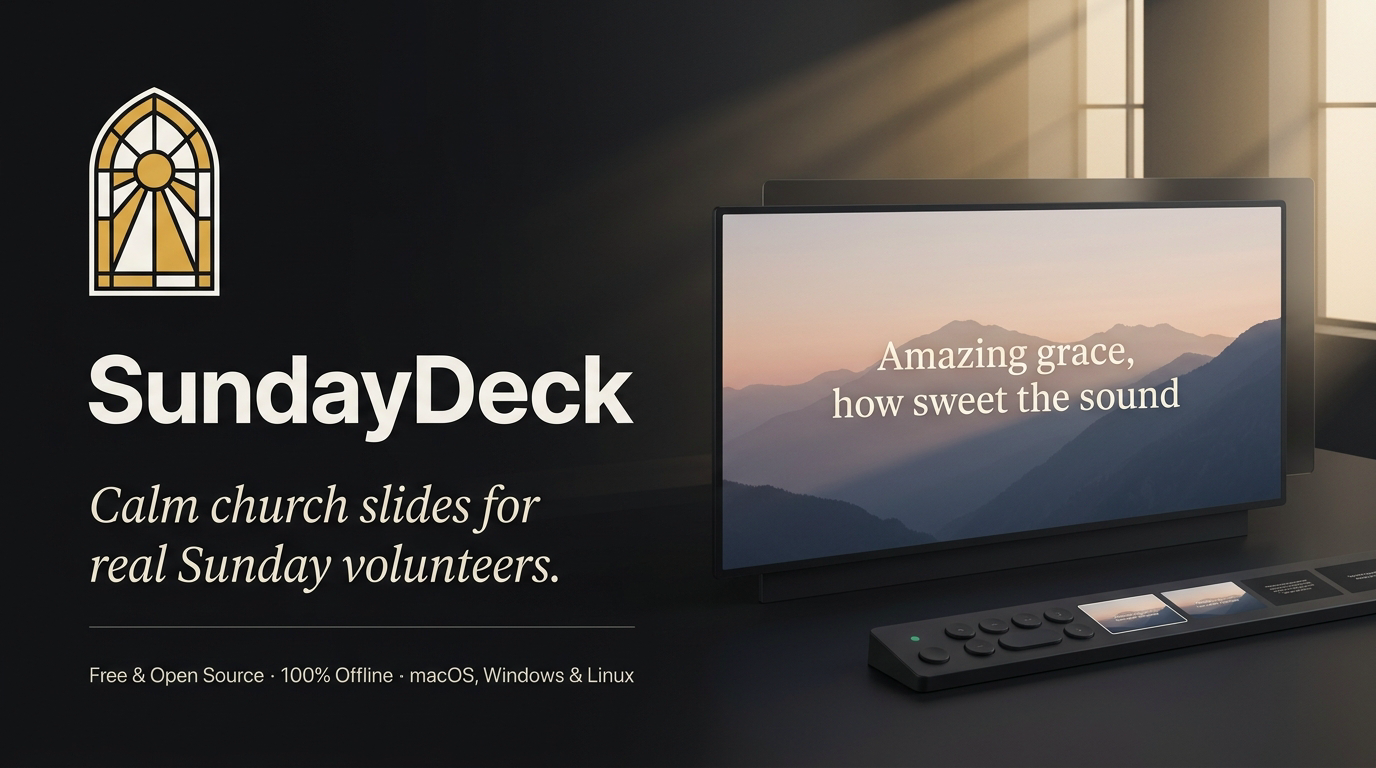 SundayDeck
Calm church slides for
real Sunday volunteers.
Free & Open Source · 100% Offline · macOS, Windows & Linux
Amazing grace,
how sweet the sound